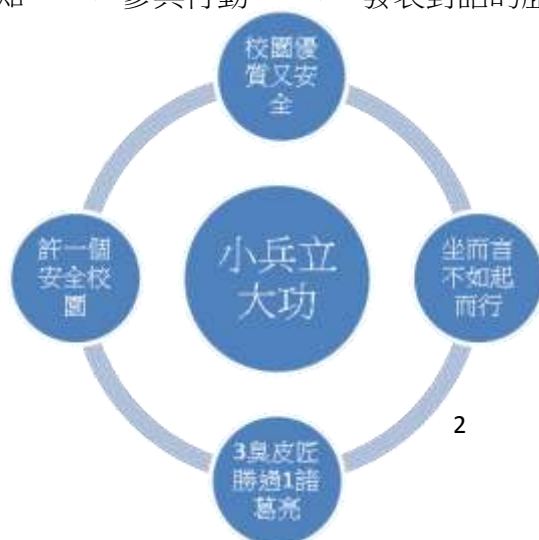 參與行動
校園優
質又安
全
許一個
安全校
園
小兵立
大功
坐而言
不如起
而行
2
3臭皮匠
勝過1諸
葛亮